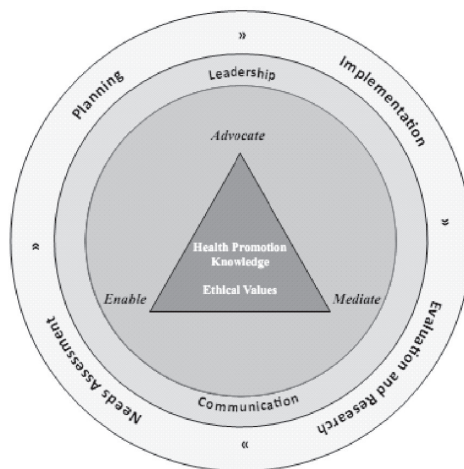 »
Planning
Implementation
Leadership
Advocate
Health Promotion
Knowledge
Ethical Values
»
»
Enable
Mediate
Needs Assessment
Evaluation and Research
Communication
»